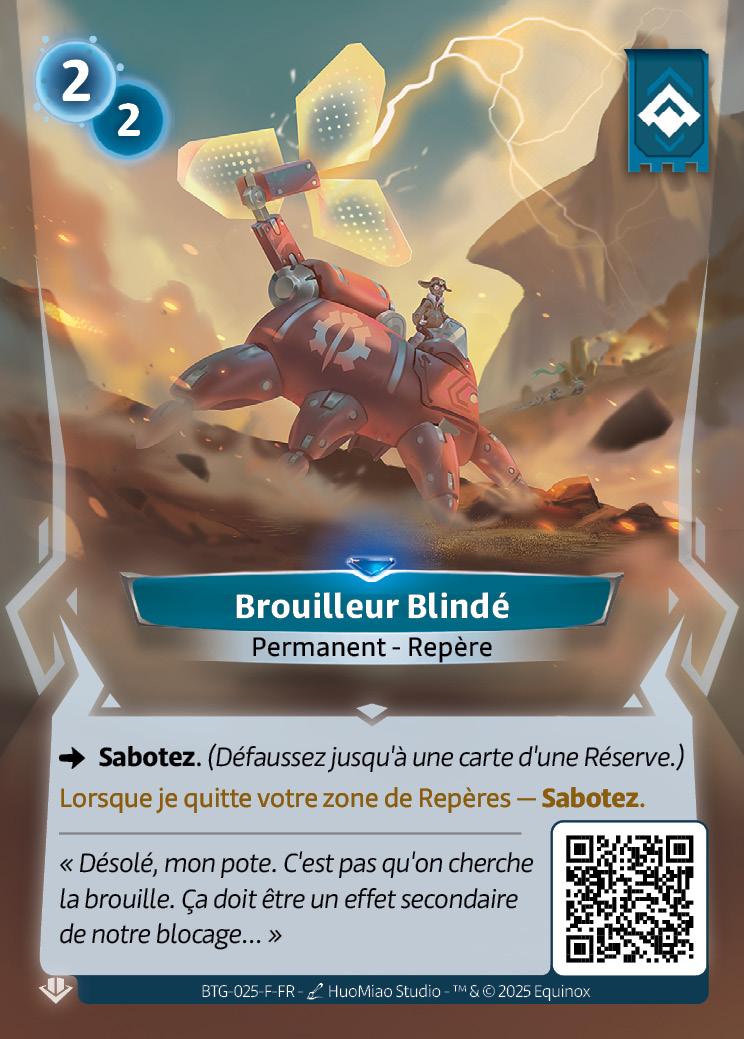 2
2
Brouilleur Blindé
Permanent - Repère
Sabotez. (Défaussez jusqu'à une carte d'une Réserve.)
Lorsque je quitte votre zone de Repères — Sabotez.
« Désolé, mon pote. C'est pas qu'on cherche
la brouille. Ça doit être un effet secondaire
de notre blocage... »
BTG-025-F-FR - HuoMiao Studio - ™ & © 2025 Equinox